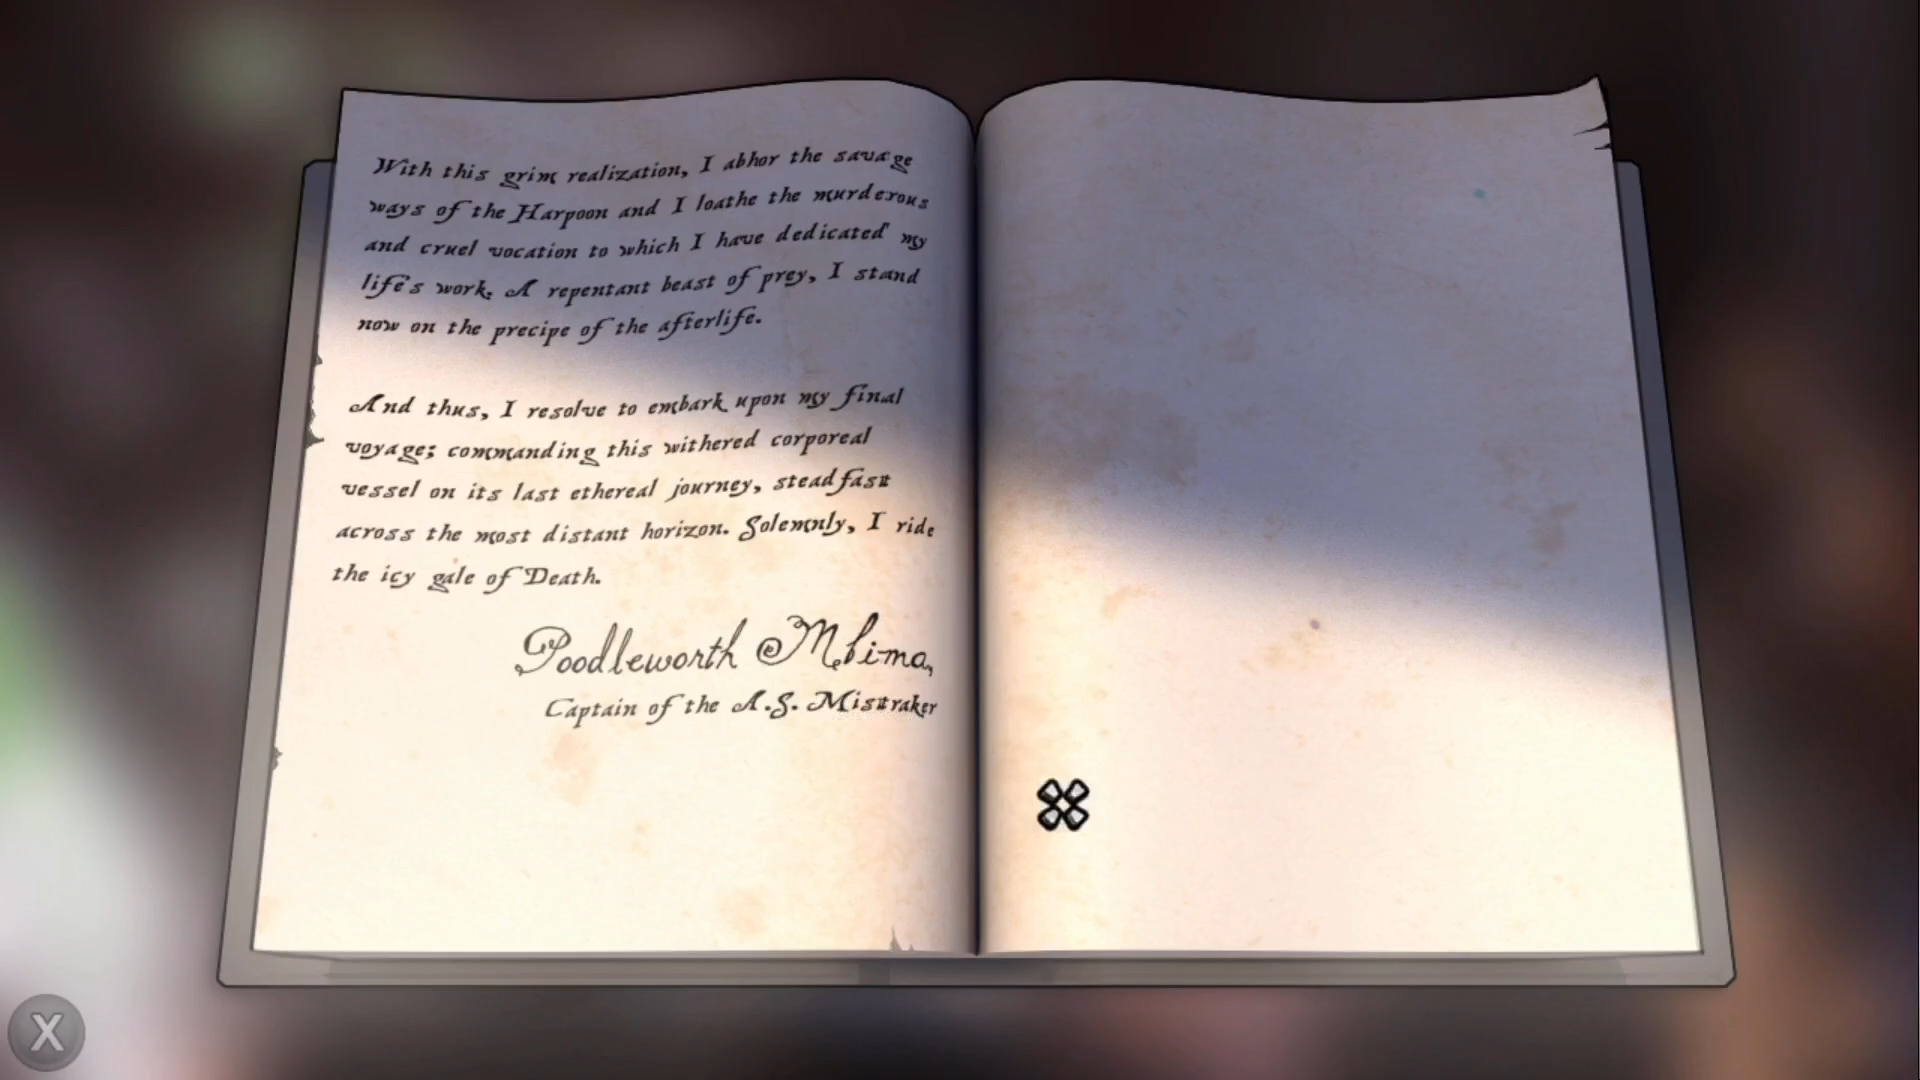 With this grim realization, I abhor the savage
ways of the Harpoon and I loathe the murderous
and cruel vocation to which I have dedicated my
life's work. A repentant beast of prey, I stand
now on the precipe of the afterlife.
And thus, I resolve to embark upon my final
voyage; commanding this withered corporeal
vessel on its last ethereal journey, steadfast
across the most distant horizon. Solemnly, I ride
the icy gale of Death.
Poodleworth Mbima,
Captain of the A.S. Mistraker
X